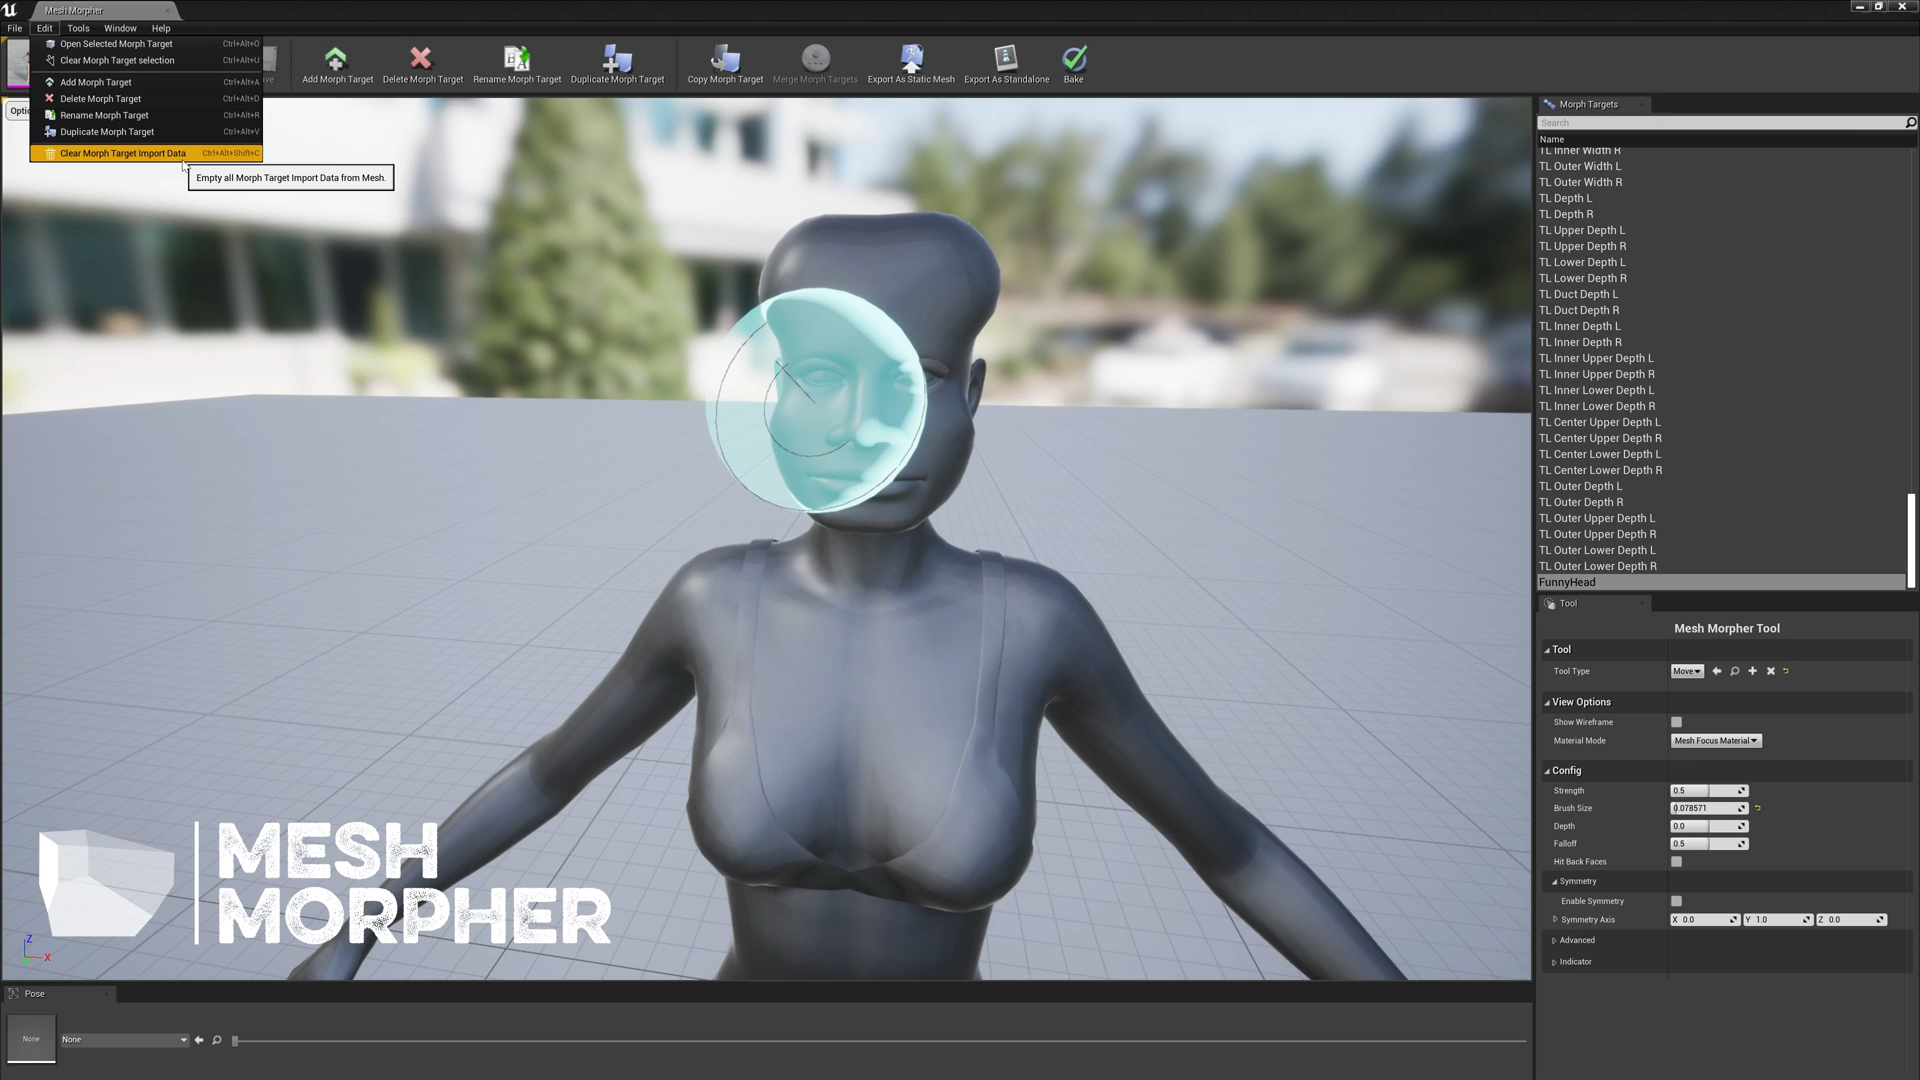 Mesh Morpher
File Edit Tools Window Help
Open Selected Morph Target Ctrl+Alt+O
Clear Morph Target selection Ctrl+Alt+U
Add Morph Target Ctrl+Alt+A
Delete Morph Target Ctrl+Alt+D
Rename Morph Target Ctrl+Alt+R
Duplicate Morph Target Ctrl+Alt+V
Clear Morph Target Import Data Ctrl+Alt+Shift+C
Empty all Morph Target Import Data from Mesh.
Add Morph Target Delete Morph Target Rename Morph Target Duplicate Morph Target Copy Morph Target Merge Morph Targets Export As Static Mesh Export As Standalone Bake
MESH
MORPHER
Z
X
Morph Targets
Search
Name
TL Inner Width R
TL Outer Width L
TL Outer Width R
TL Depth L
TL Depth R
TL Upper Depth L
TL Upper Depth R
TL Lower Depth L
TL Lower Depth R
TL Duct Depth L
TL Duct Depth R
TL Inner Depth L
TL Inner Depth R
TL Inner Upper Depth L
TL Inner Upper Depth R
TL Inner Lower Depth L
TL Inner Lower Depth R
TL Center Upper Depth L
TL Center Upper Depth R
TL Center Lower Depth L
TL Center Lower Depth R
TL Outer Depth L
TL Outer Depth R
TL Outer Upper Depth L
TL Outer Upper Depth R
TL Outer Lower Depth L
TL Outer Lower Depth R
FunnyHead
Tool
Mesh Morpher Tool
Tool
Tool Type Move
View Options
Show Wireframe
Material Mode Mesh Focus Material
Config
Strength 0.5
Brush Size 0.078571
Depth 0.0
Falloff 0.5
Hit Back Faces
Symmetry
Enable Symmetry
Symmetry Axis X 0.0 Y 1.0 Z 0.0
Advanced
Indicator
Pose
None None